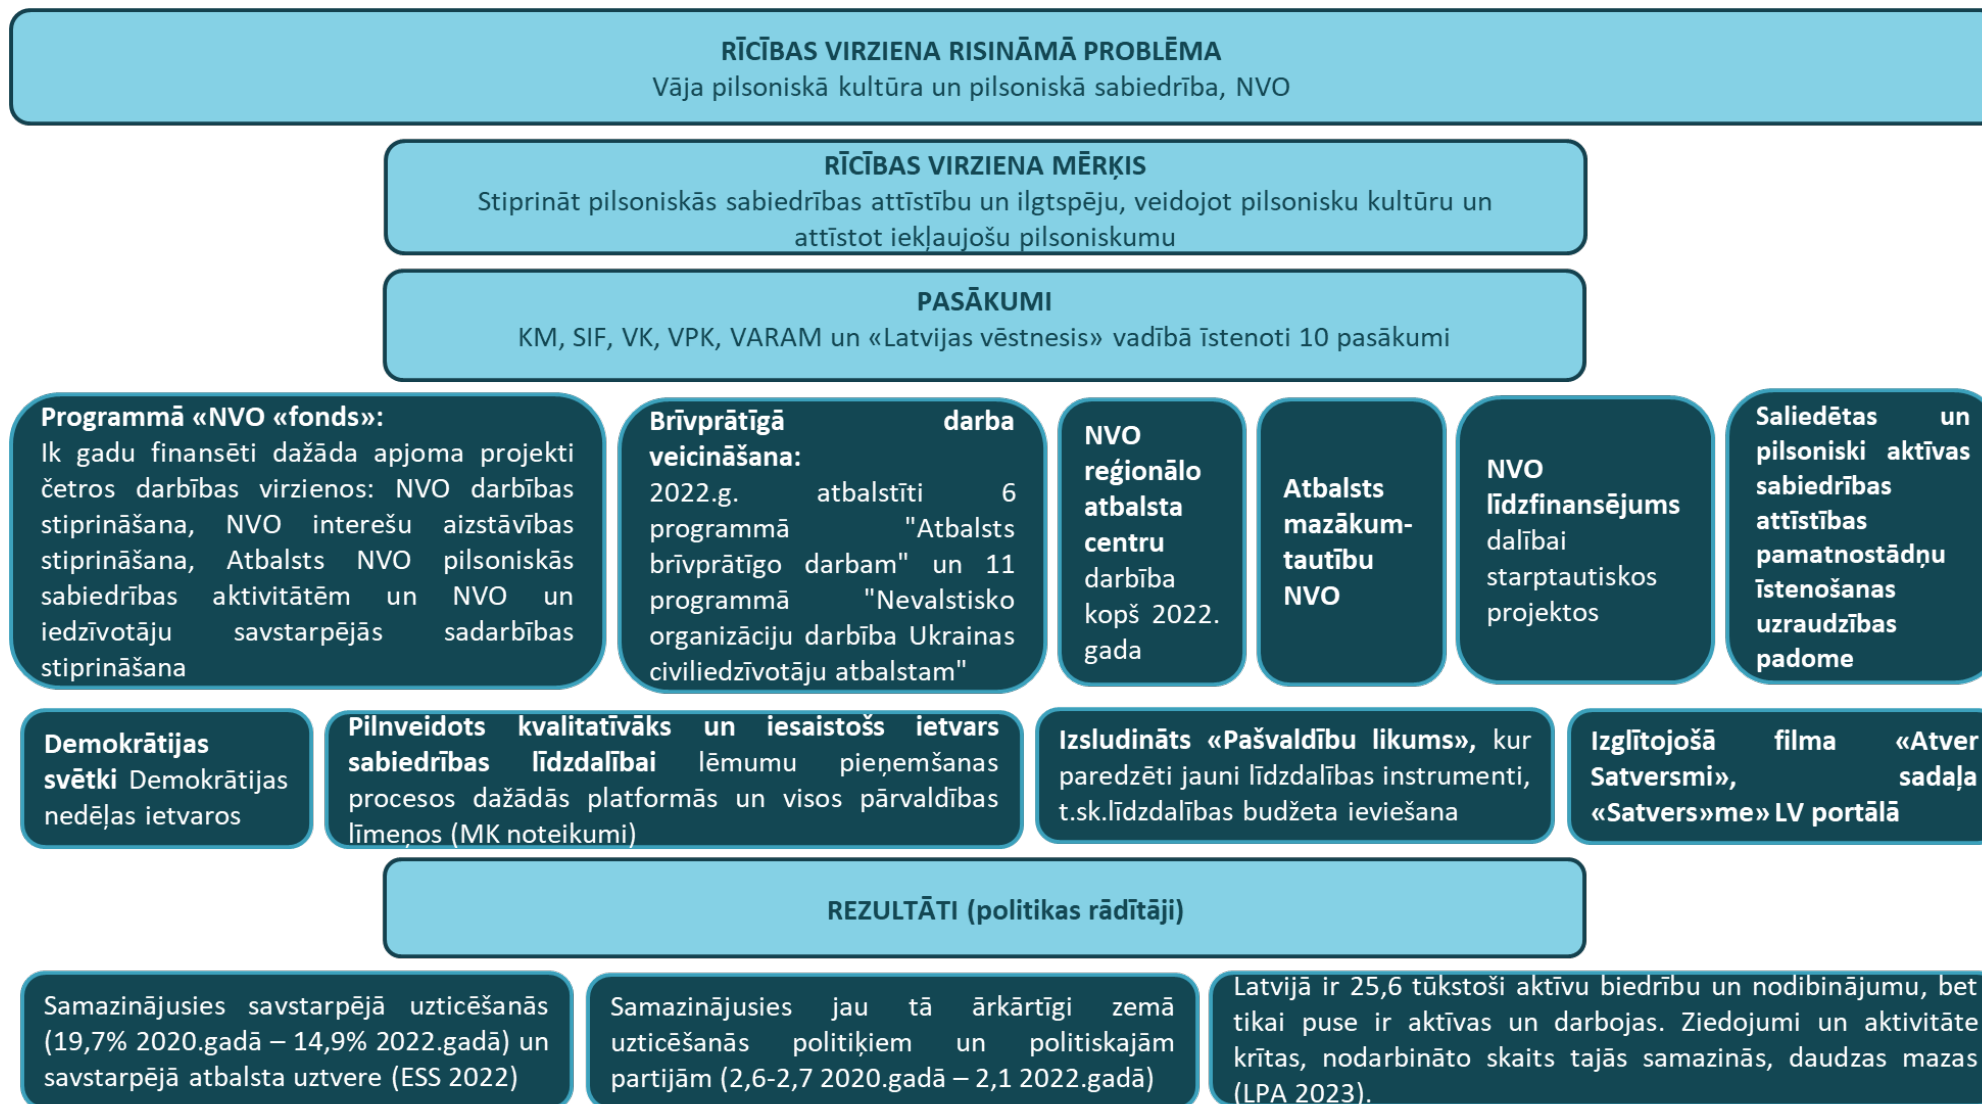 RĪCĪBAS VIRZIENA RISINĀMĀ PROBLĒMA
Vāja pilsoniskā kultūra un pilsoniskā sabiedrība, NVO
RĪCĪBAS VIRZIENA MĒRĶIS
Stiprināt pilsoniskās sabiedrības attīstību un ilgtspēju, veidojot pilsonisku kultūru un
attīstot iekļaujošu pilsoniskumu
PASĀKUMI
KM, SIF, VK, VPK, VARAM un «Latvijas vēstnesis» vadībā īstenoti 10 pasākumi
Programmā «NVO «fonds»:
Ik gadu finansēti dažāda apjoma projekti
četros darbības virzienos: NVO darbības
stiprināšana, NVO interešu aizstāvības
stiprināšana, Atbalsts NVO pilsoniskās
sabiedrības aktivitātēm un NVO un
iedzīvotāju savstarpējās sadarbības
stiprināšana
Brīvprātīgā darba
veicināšana:
2022.g. atbalstīti 6
programmā "Atbalsts
brīvprātīgo darbam" un 11
programmā "Nevalstisko
organizāciju darbība Ukrainas
civiliedzīvotāju atbalstam"
NVO
reģionālo
atbalsta
centru
darbība
kopš 2022.
gada
Atbalsts
mazākum-
tautību
NVO
NVO
līdzfinansējums
dalībai
starptautiskos
projektos
Saliedētas un
pilsoniski aktīvas
sabiedrības
attīstības
pamatnostādņu
īstenošanas
uzraudzības
padome
Demokrātijas
svētki Demokrātijas
nedēļas ietvaros
Pilnveidots kvalitatīvāks un iesaistošs ietvars
sabiedrības līdzdalībai lēmumu pieņemšanas
procesos dažādās platformās un visos pārvaldības
līmeņos (MK noteikumi)
Izsludināts «Pašvaldību likums», kur
paredzēti jauni līdzdalības instrumenti,
t.sk.līdzdalības budžeta ieviešana
Izglītojošā filma «Atver
Satversmi», sadaļa
«Satvers»me» LV portālā
REZULTĀTI (politikas rādītāji)
Samazinājusies savstarpējā uzticēšanās
(19,7% 2020.gadā – 14,9% 2022.gadā) un
savstarpējā atbalsta uztvere (ESS 2022)
Samazinājusies jau tā ārkārtīgi zemā
uzticēšanās politiķiem un politiskajām
partijām (2,6-2,7 2020.gadā – 2,1 2022.gadā)
Latvijā ir 25,6 tūkstoši aktīvu biedrību un nodibinājumu, bet
tikai puse ir aktīvas un darbojas. Ziedojumi un aktivitāte
krītas, nodarbināto skaits tajās samazinās, daudzas mazas
(LPA 2023).